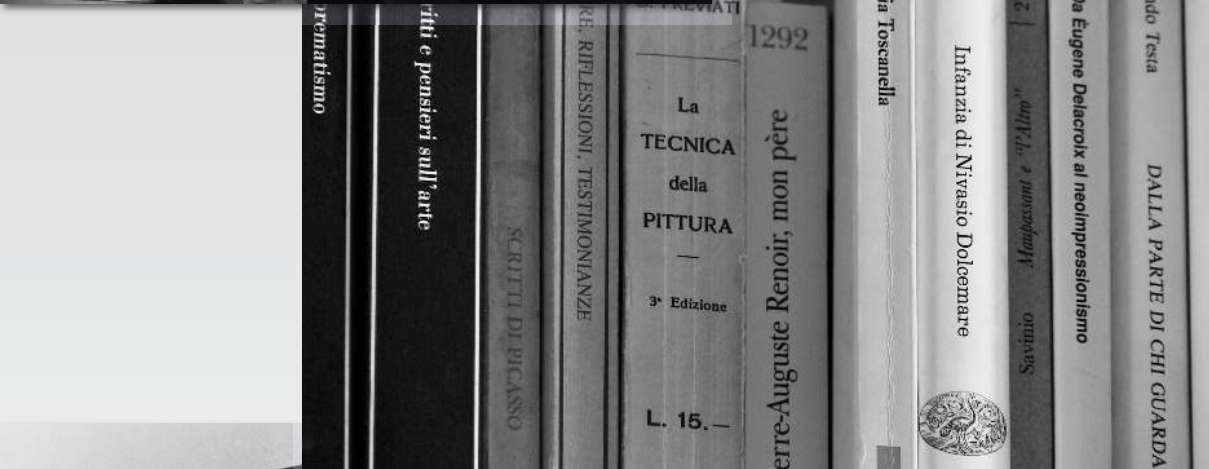 prematismo
ritti e pensieri sull'arte
SCRITTI DI PICASSO
RE, RIFLESSIONI, TESTIMONIANZE
G. PREVIATI
La
TECNICA
della
PITTURA
3ª Edizione
L. 15.—
1292
erre-Auguste Renoir, mon père
ia Toscanella
Infanzia di Nivasio Dolcemare
Savinio Maupassant e "l'Altro" 2
Da Èugene Delacroix al neoimpressionismo
ndo Testa DALLA PARTE DI CHI GUARDA